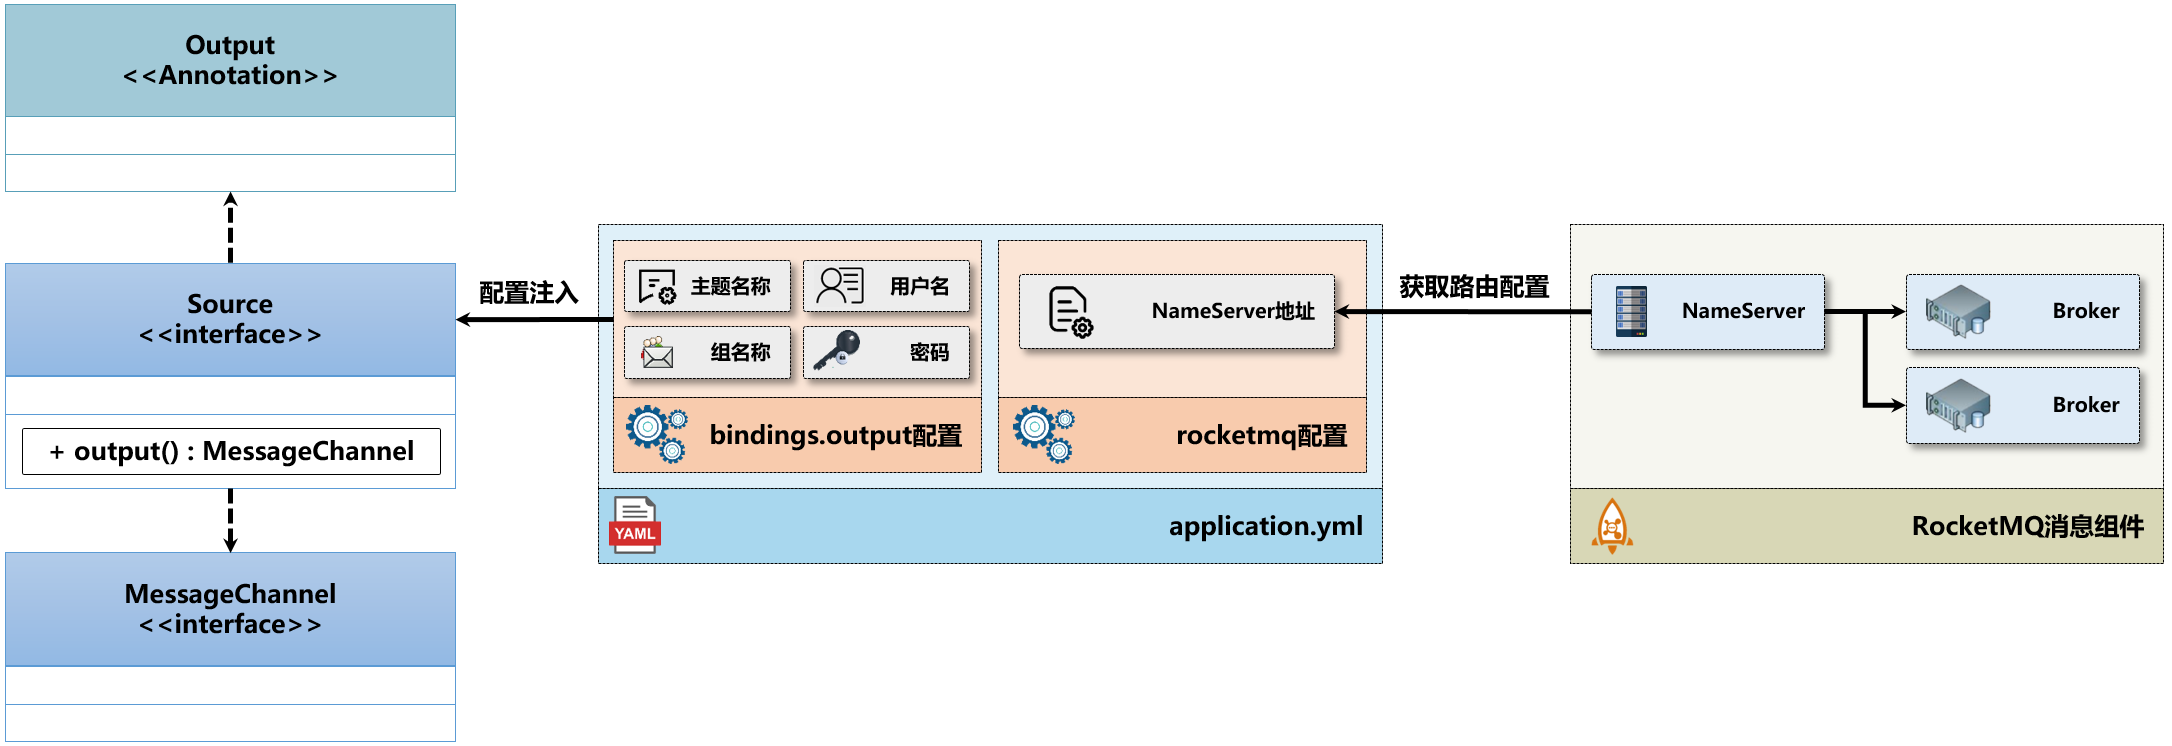 Output
<<Annotation>>
Source
<<interface>>
+ output() : MessageChannel
MessageChannel
<<interface>>
配置注入
主题名称
用户名
组名称
密码
bindings.output配置
NameServer地址
rocketmq配置
YAML
application.yml
获取路由配置
NameServer
Broker
Broker
RocketMQ消息组件